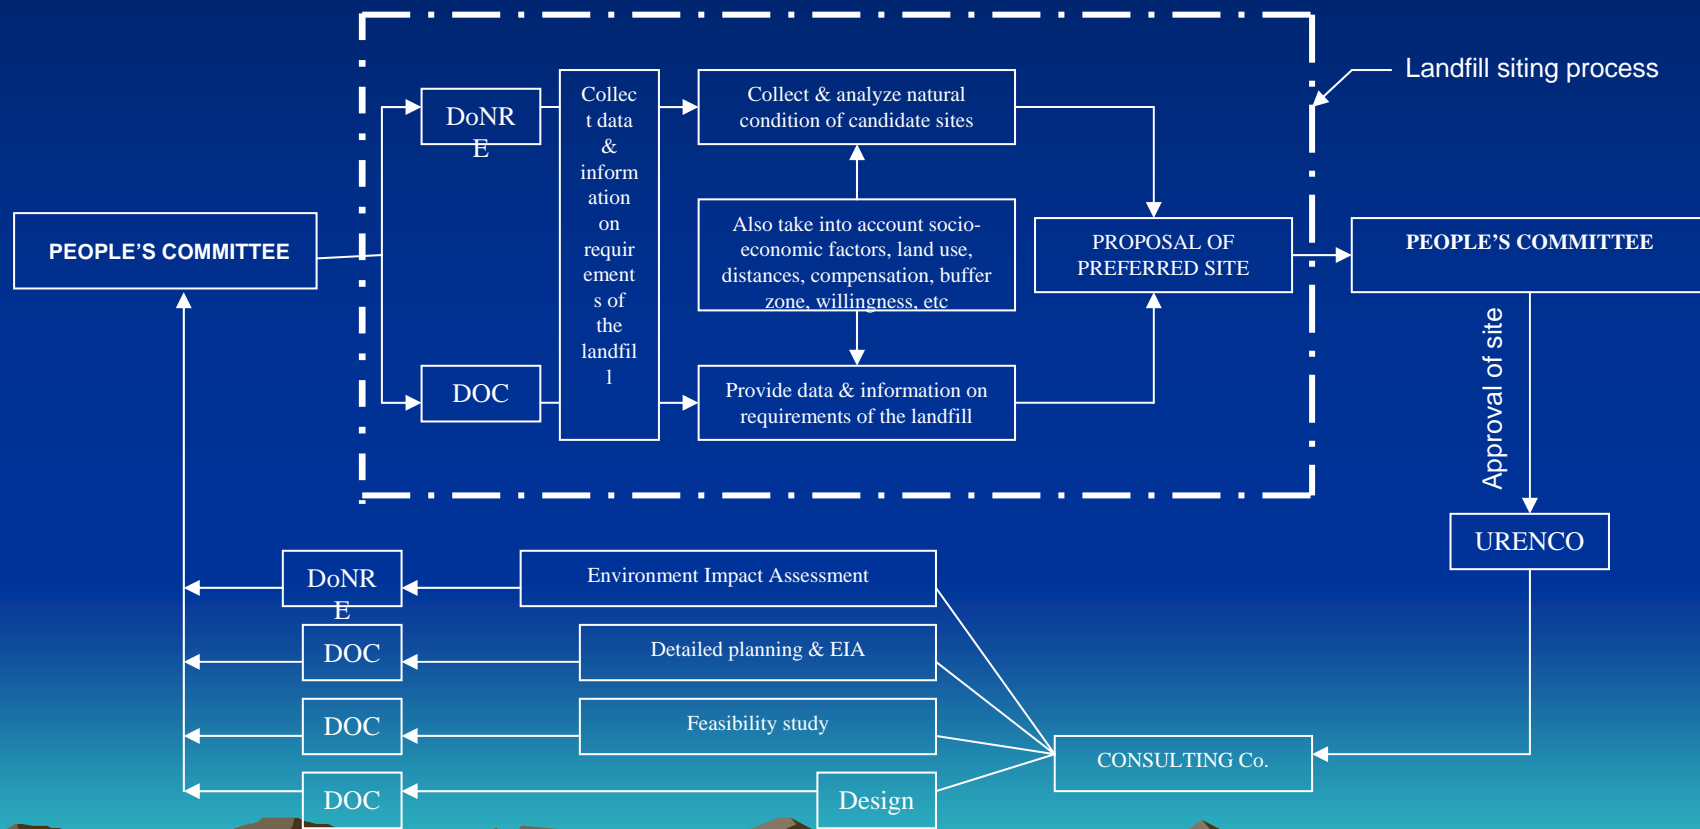 Landfill siting process
PEOPLE'S COMMITTEE
DoNR
E
DOC
Collec
t data
&
inform
ation
on
requir
ement
s of
the
landfil
l
Collect & analyze natural
condition of candidate sites
Also take into account socio-
economic factors, land use,
distances, compensation, buffer
zone, willingness, etc
Provide data & information on
requirements of the landfill
PROPOSAL OF
PREFERRED SITE
PEOPLE'S COMMITTEE
Approval of site
URENCO
CONSULTING Co.
DoNR
E
Environment Impact Assessment
DOC
Detailed planning & EIA
DOC
Feasibility study
DOC
Design